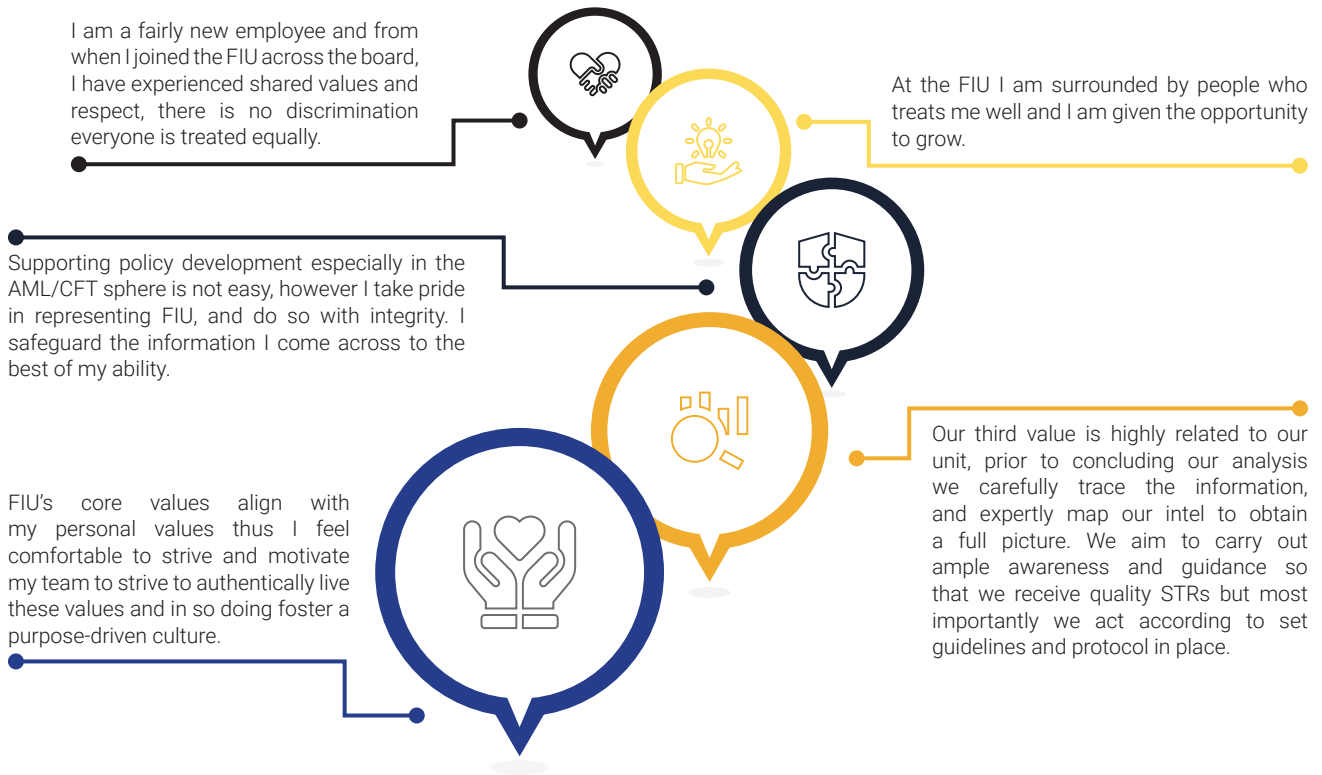 I am a fairly new employee and from
when I joined the FIU across the board,
I have experienced shared values and
respect, there is no discrimination
everyone is treated equally.
At the FIU I am surrounded by people who
treats me well and I am given the opportunity
to grow.
Supporting policy development especially in the
AML/CFT sphere is not easy, however I take pride
in representing FIU, and do so with integrity. I
safeguard the information I come across to the
best of my ability.
Our third value is highly related to our
unit, prior to concluding our analysis
we carefully trace the information,
and expertly map our intel to obtain
a full picture. We aim to carry out
ample awareness and guidance so
that we receive quality STRs but most
importantly we act according to set
guidelines and protocol in place.
FIU's core values align with
my personal values thus I feel
comfortable to strive and motivate
my team to strive to authentically live
these values and in so doing foster a
purpose-driven culture.